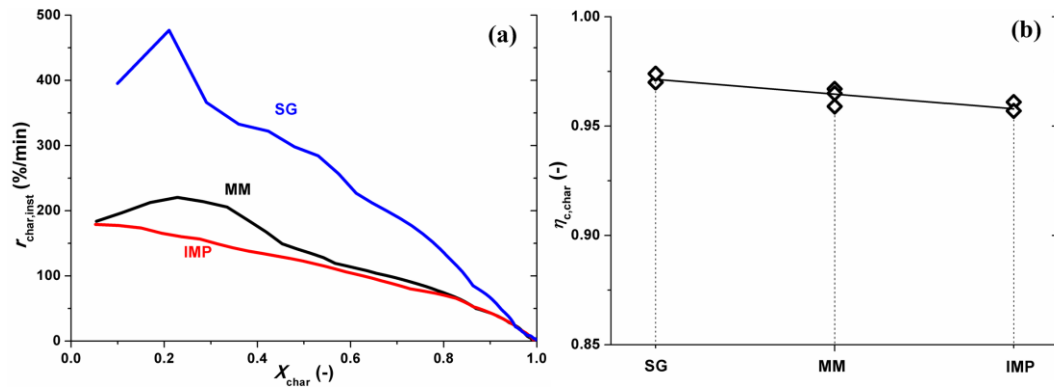 (a)
500
400
300
200
100
0
r_char,inst (%/min)
SG
MM
IMP
0.0 0.2 0.4 0.6 0.8 1.0
X_char (-)
(b)
1.00
0.95
0.90
0.85
η_c,char (-)
SG MM IMP